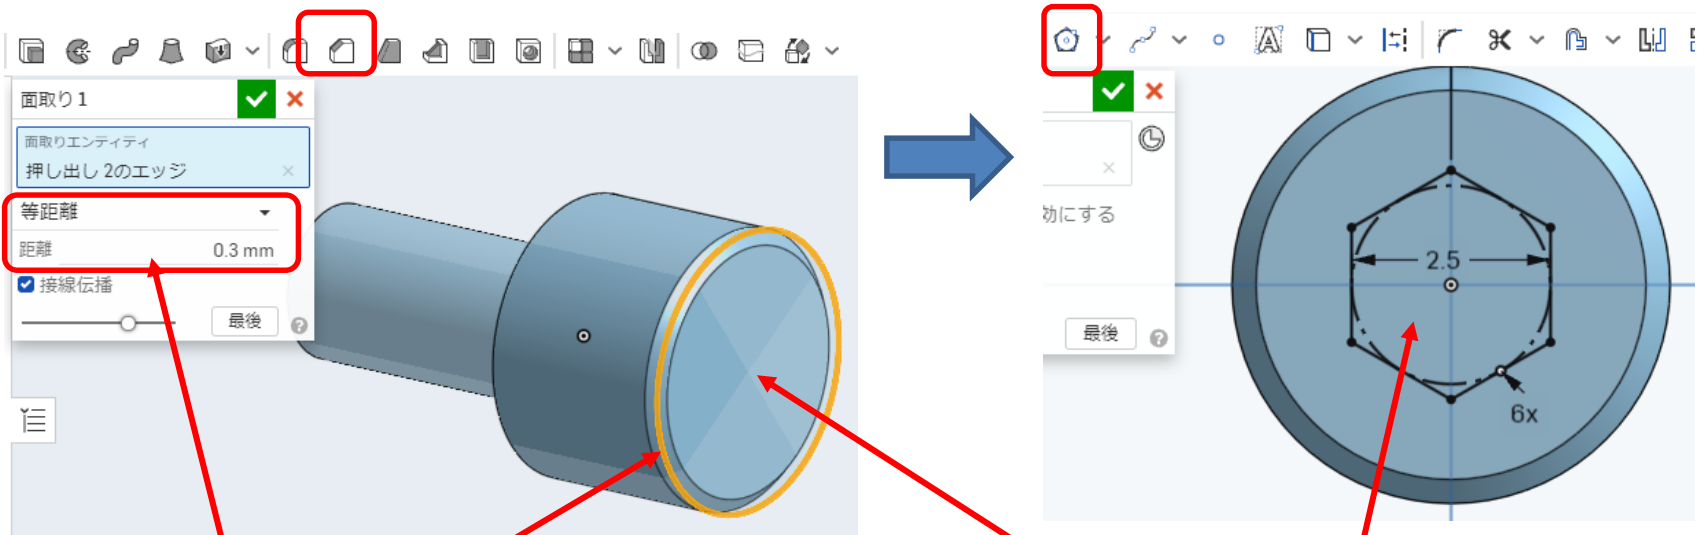 面取り 1
面取りエンティティ
押し出し 2のエッジ
等距離
距離 0.3 mm
接線伝播
最後
効にする
最後
2.5
6x